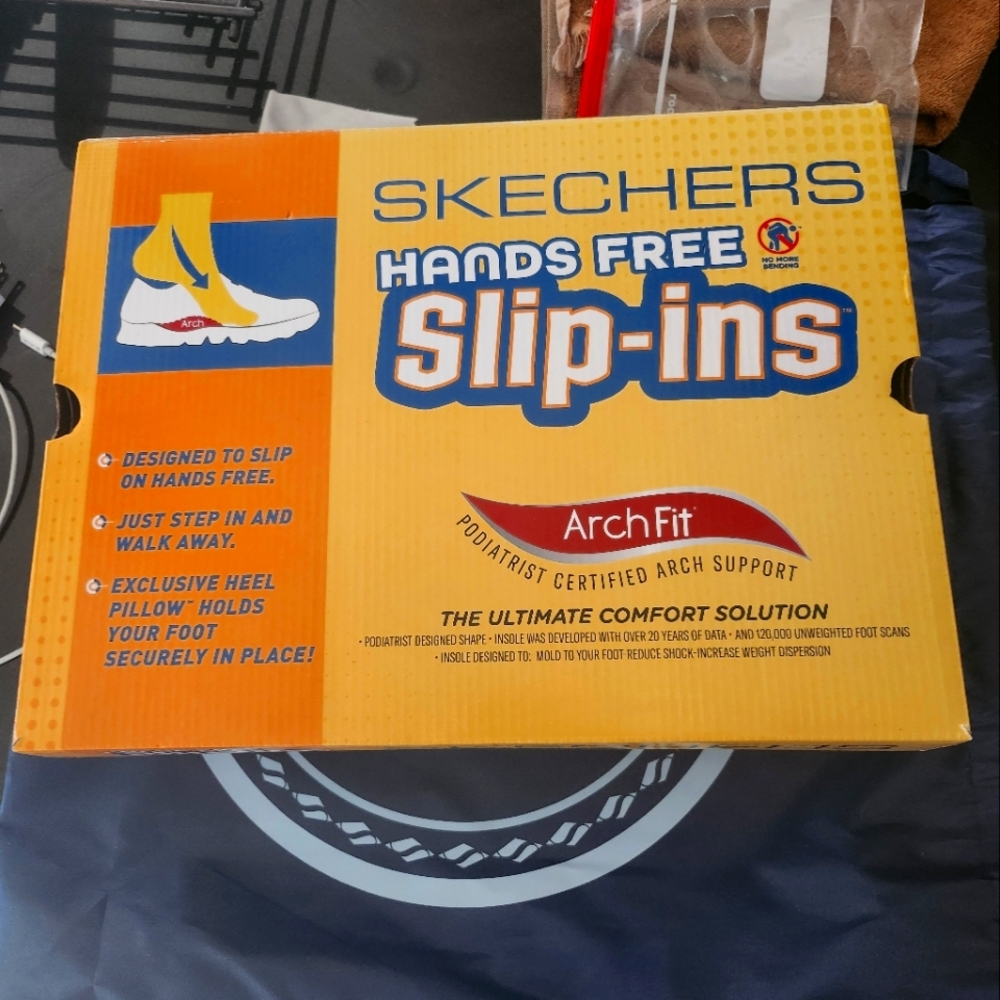 SKECHERS
HANDS FREE
NO MORE
BENDING
Slip-ins™
Arch
DESIGNED TO SLIP
ON HANDS FREE.
JUST STEP IN AND
WALK AWAY.
EXCLUSIVE HEEL
PILLOW™ HOLDS
YOUR FOOT
SECURELY IN PLACE!
Arch Fit
PODIATRIST CERTIFIED ARCH SUPPORT
THE ULTIMATE COMFORT SOLUTION
• PODIATRIST DESIGNED SHAPE • INSOLE WAS DEVELOPED WITH OVER 20 YEARS OF DATA • AND 120,000 UNWEIGHTED FOOT SCANS
• INSOLE DESIGNED TO: MOLD TO YOUR FOOT-REDUCE SHOCK-INCREASE WEIGHT DISPERSION